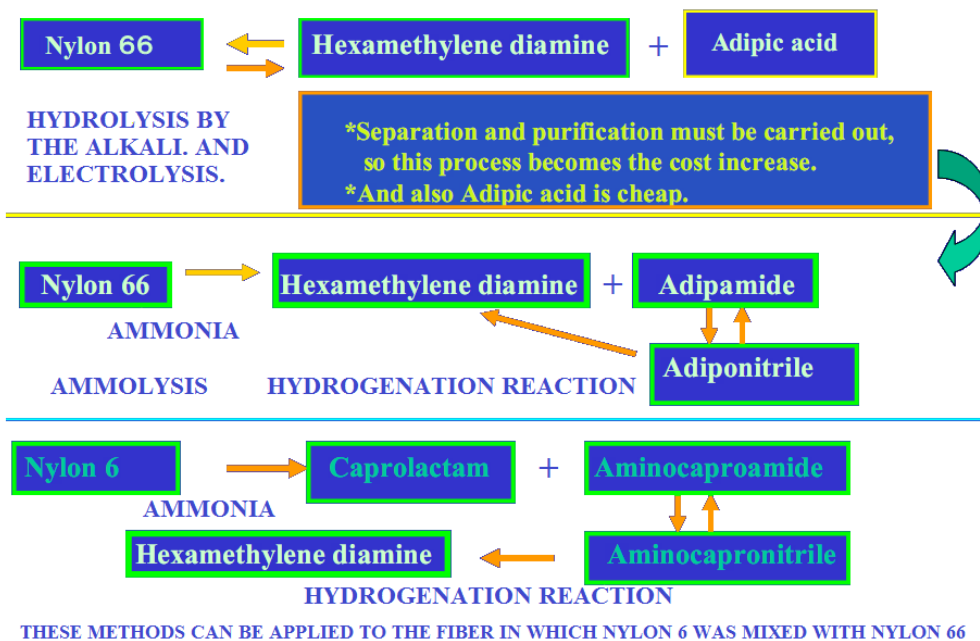 Nylon 66
Hexamethylene diamine
+
Adipic acid
HYDROLYSIS BY
THE ALKALI. AND
ELECTROLYSIS.
*Separation and purification must be carried out,
so this process becomes the cost increase.
*And also Adipic acid is cheap.
Nylon 66
Hexamethylene diamine
+
Adipamide
AMMONIA
Adiponitrile
AMMOLYSIS
HYDROGENATION REACTION
Nylon 6
Caprolactam
+
Aminocaproamide
AMMONIA
Hexamethylene diamine
Aminocapronitrile
HYDROGENATION REACTION
THESE METHODS CAN BE APPLIED TO THE FIBER IN WHICH NYLON 6 WAS MIXED WITH NYLON 66